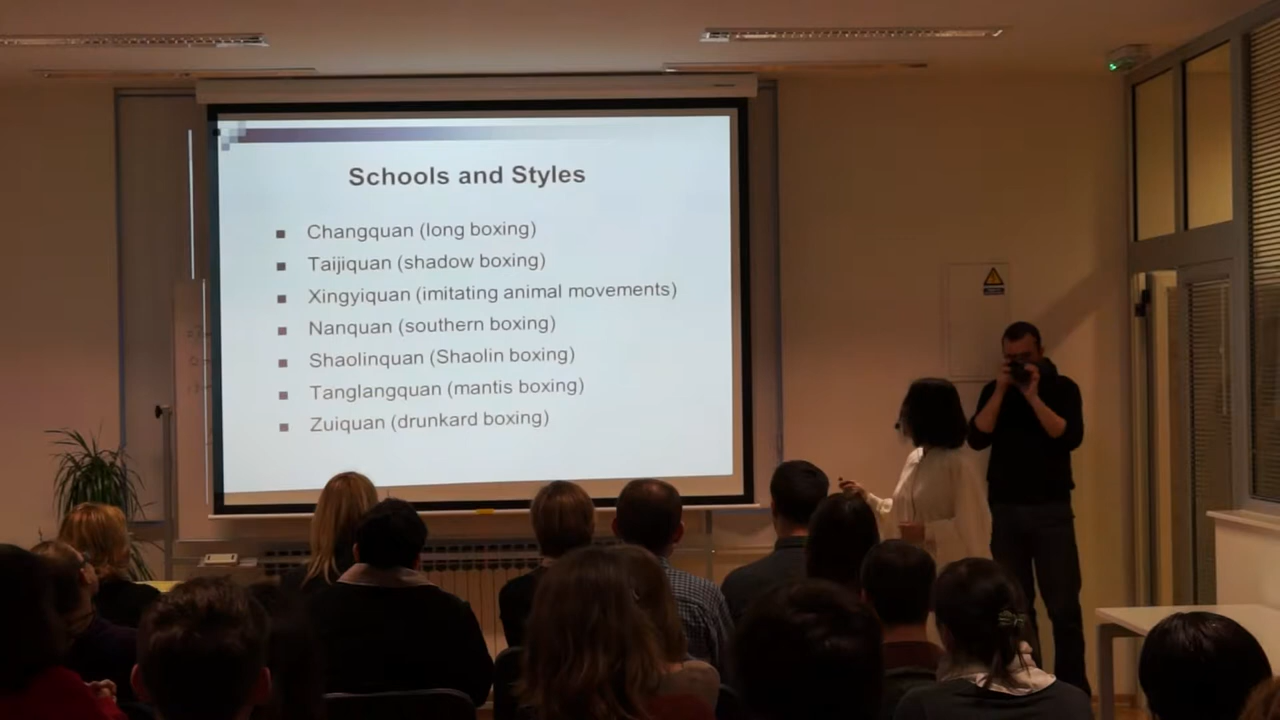 Schools and Styles
Changquan (long boxing)
Taijiquan (shadow boxing)
Xingyiquan (imitating animal movements)
Nanquan (southern boxing)
Shaolinquan (Shaolin boxing)
Tanglangquan (mantis boxing)
Zuiquan (drunkard boxing)